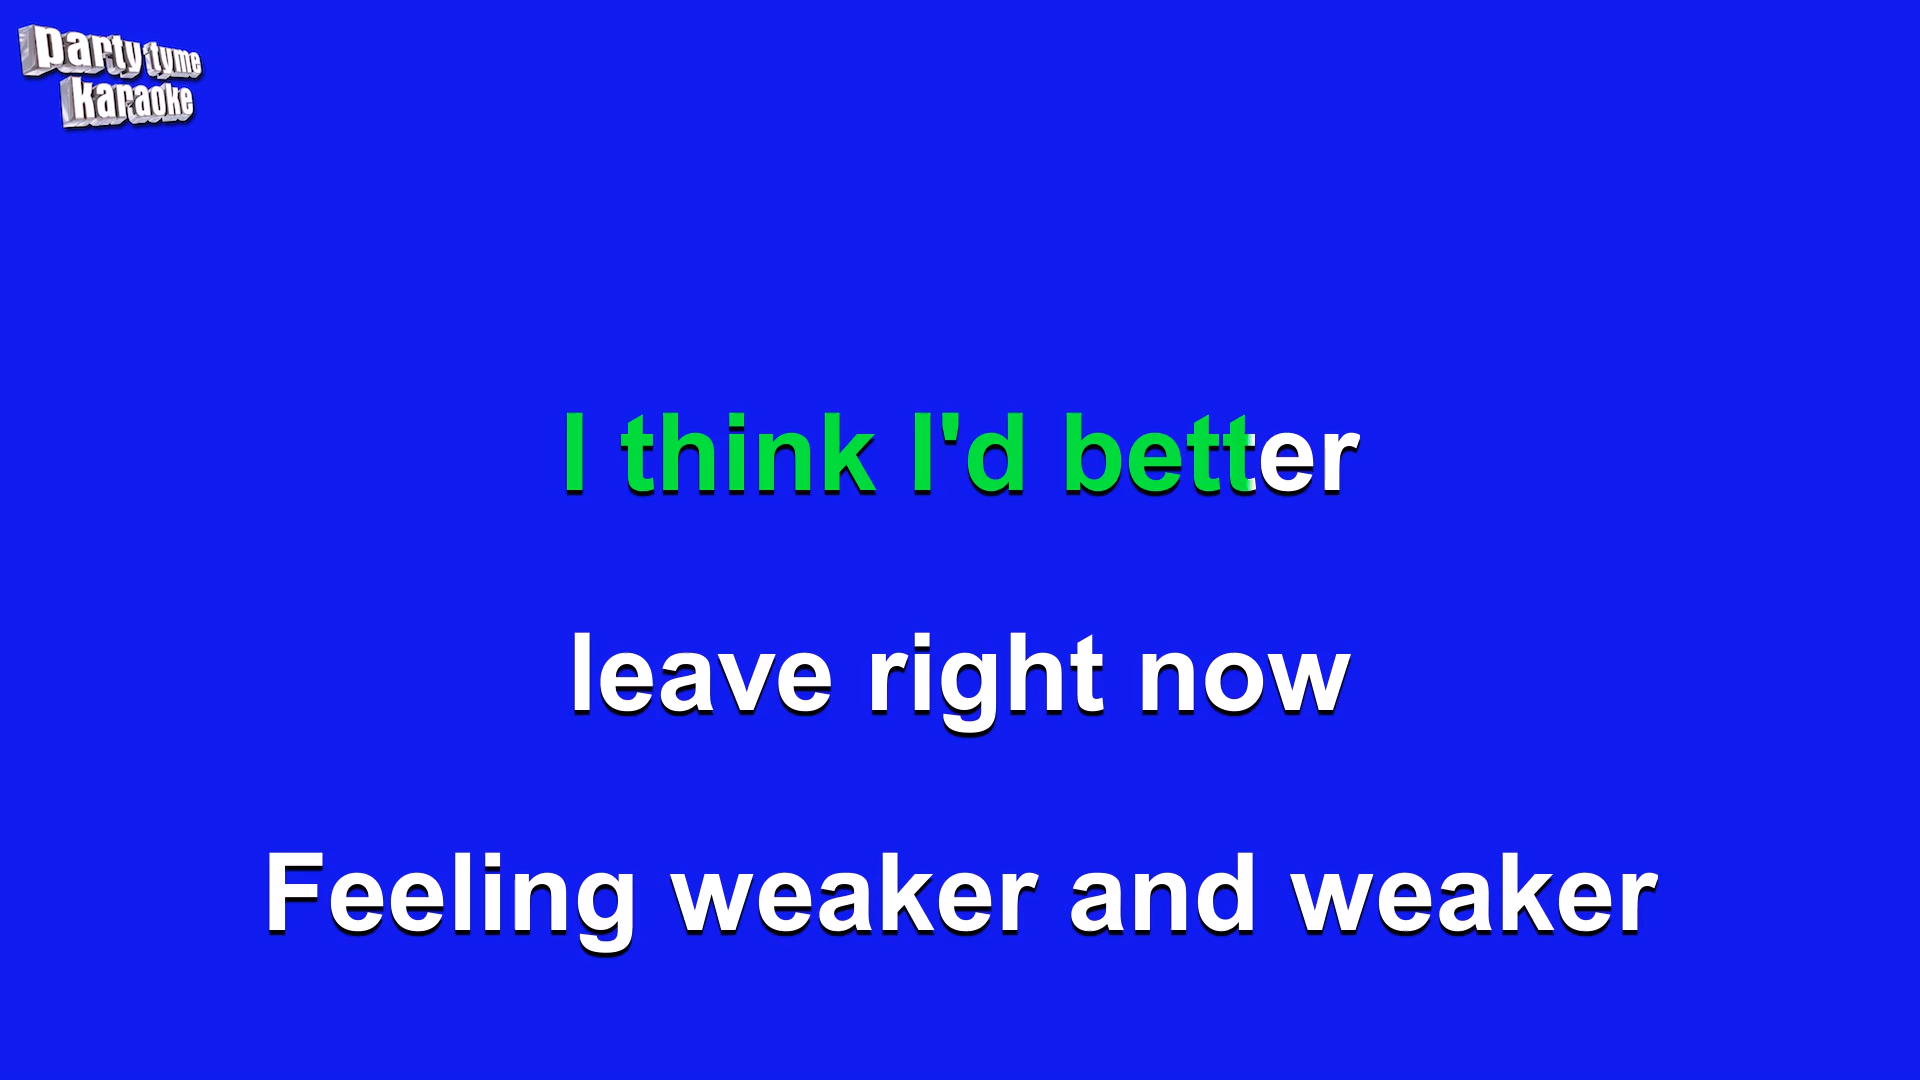 party tyme
karaoke
I think I'd better
leave right now
Feeling weaker and weaker